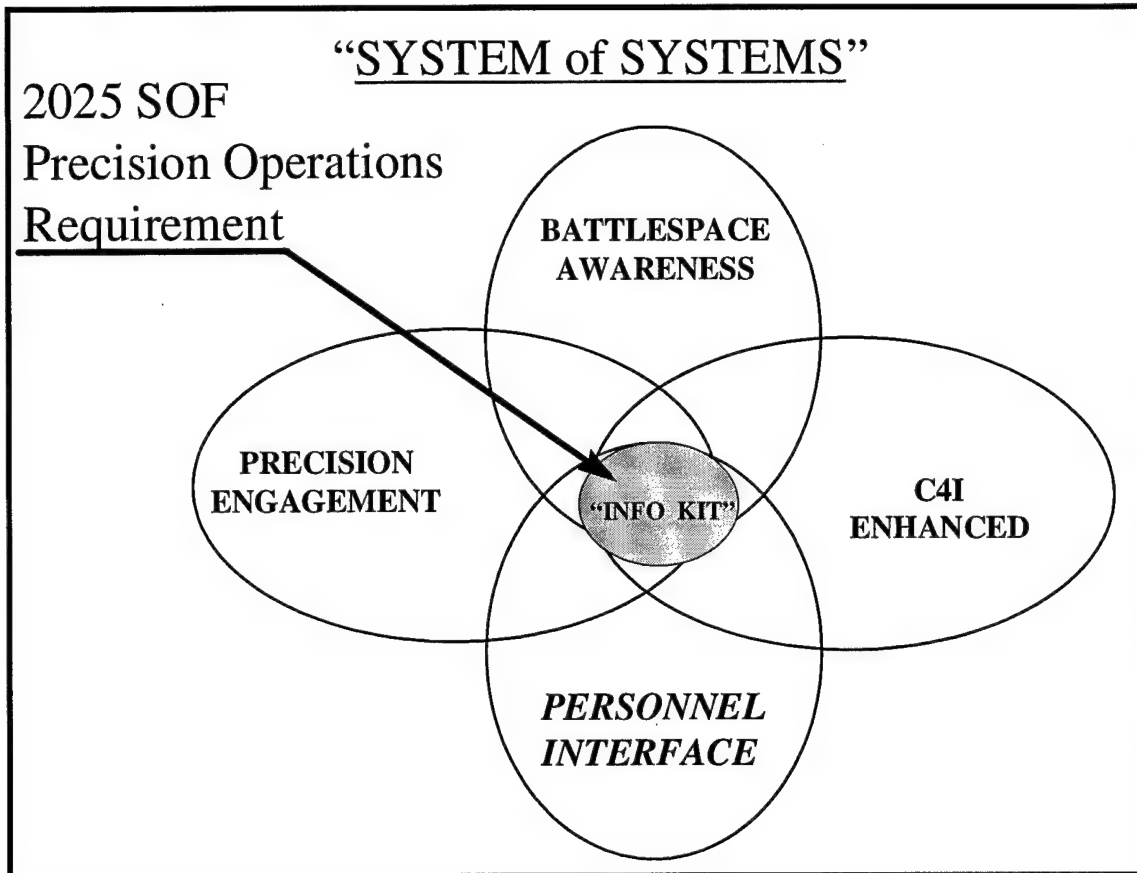 “SYSTEM of SYSTEMS”
2025 SOF
Precision Operations
Requirement
BATTLESPACE
AWARENESS
PRECISION
ENGAGEMENT
“INFO KIT”
C4I
ENHANCED
PERSONNEL
INTERFACE